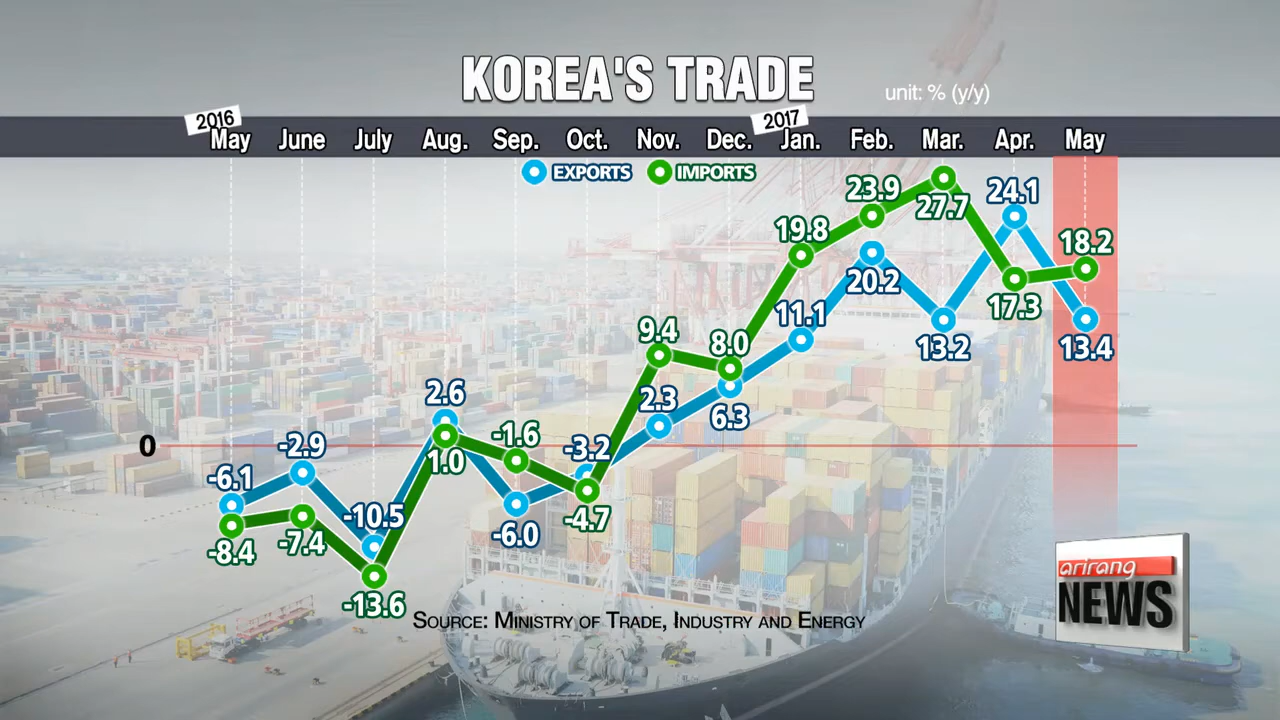 KOREA'S TRADE
unit: % (y/y)
2016
2017
May June July Aug. Sep. Oct. Nov. Dec. Jan. Feb. Mar. Apr. May
EXPORTS IMPORTS
23.9 24.1
27.7
19.8 18.2
20.2
11.1 17.3
9.4 8.0 13.2 13.4
2.6 2.3 6.3
0 -2.9 -1.6 -3.2
1.0
-6.1
-10.5 -4.7
-8.4 -7.4 -6.0
-13.6
SOURCE: MINISTRY OF TRADE, INDUSTRY AND ENERGY
arirang
NEWS